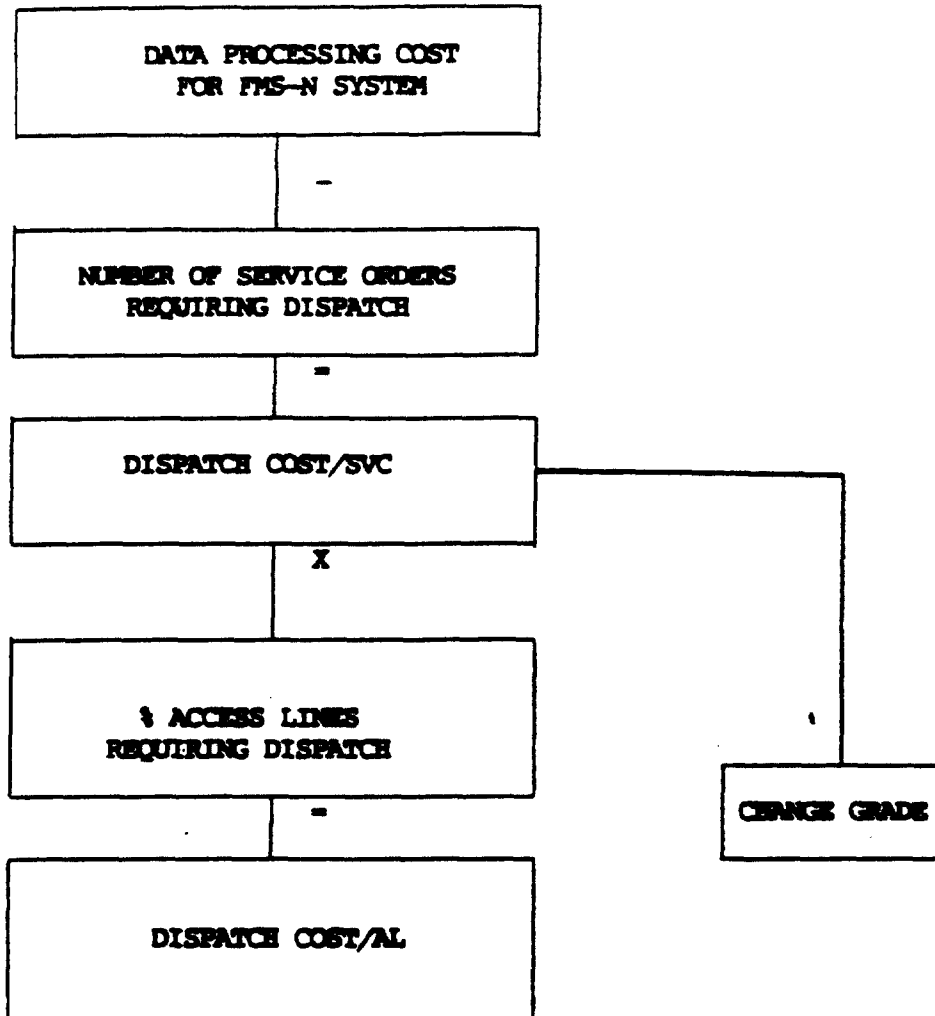 DATA PROCESSING COST
FOR FMS-N SYSTEM
-
NUMBER OF SERVICE ORDERS
REQUIRING DISPATCH
=
DISPATCH COST/SVC
X
% ACCESS LINES
REQUIRING DISPATCH
=
CHANGE GRADE
DISPATCH COST/AL